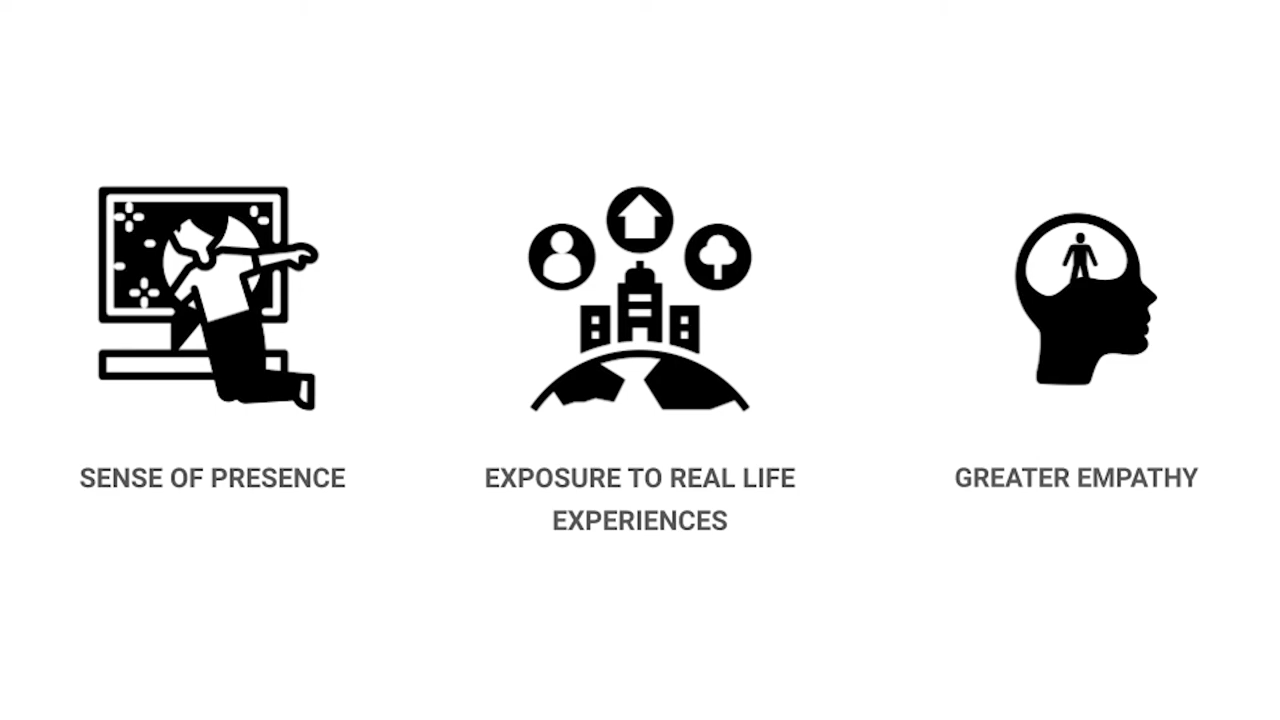 SENSE OF PRESENCE
EXPOSURE TO REAL LIFE
EXPERIENCES
GREATER EMPATHY